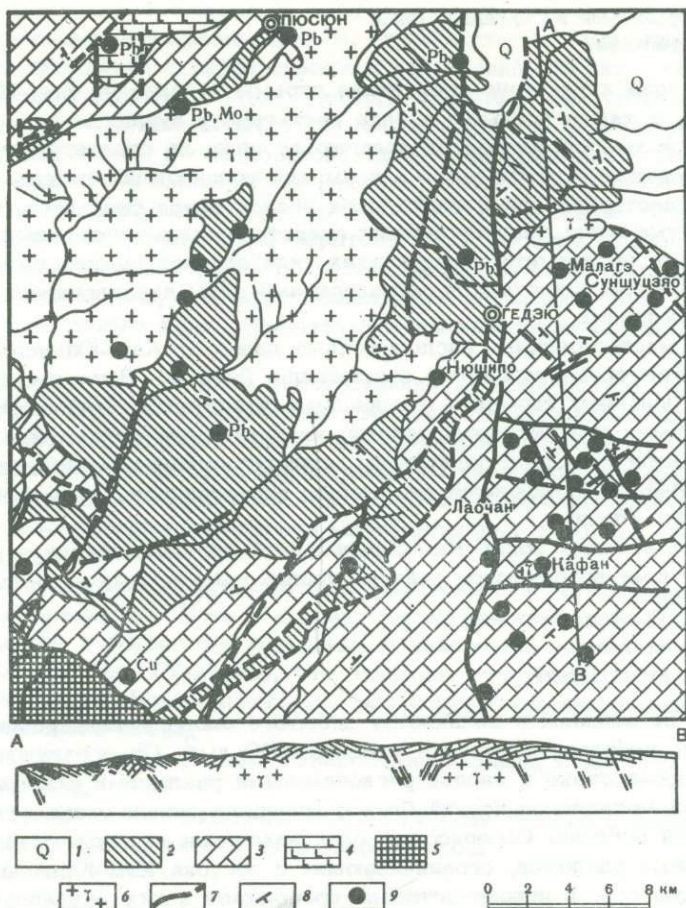 ПЮСЮН
Pb
Pb
Pb
Q
A
Q
Pb, Mo
γ
γ
Малагэ
Суншуцзяо
Pb
ГЕДЗЮ
Нюшипо
Pb
Лаочан
γ
Кафан
Cu
B
A
B
γ
γ
Q 1
2
3
4
5
γ 6
7
8
9
0 2 4 6 8 км